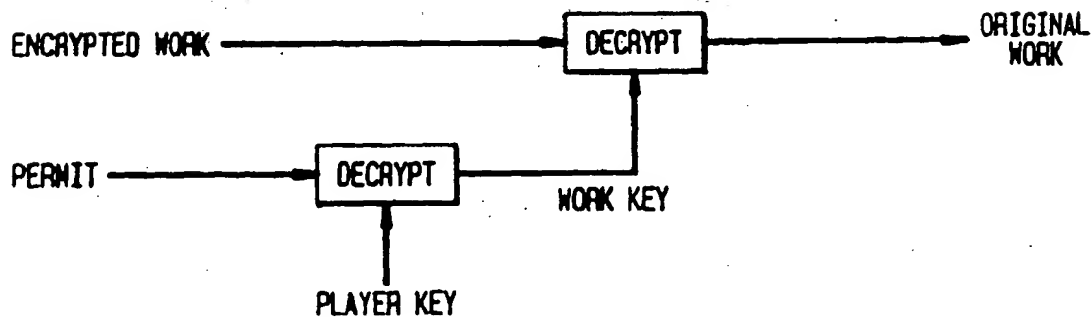 ENCRYPTED WORK
DECRYPT
ORIGINAL
WORK
PERMIT
DECRYPT
WORK KEY
PLAYER KEY